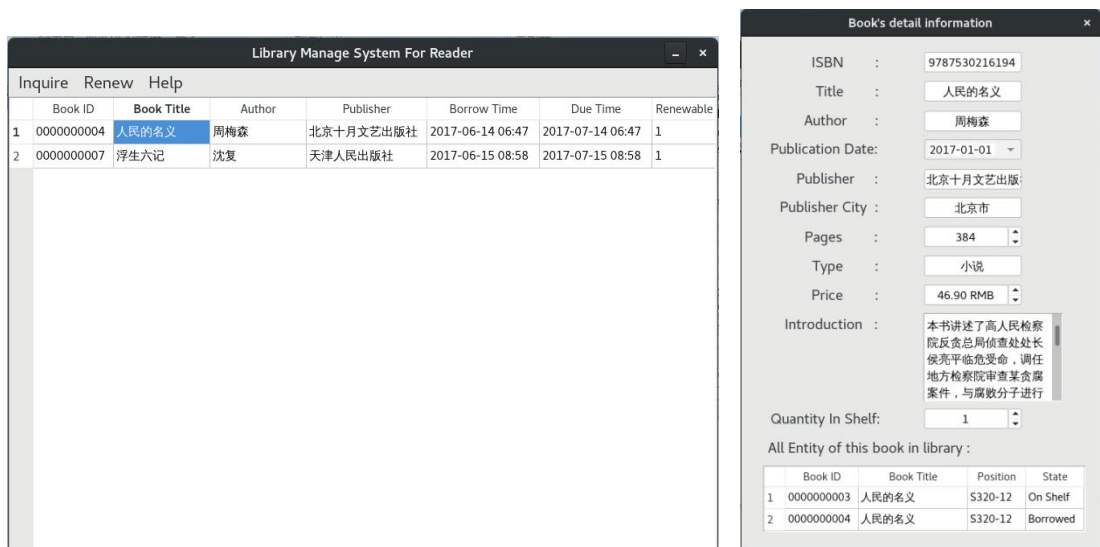 Library Manage System For Reader
Inquire Renew Help
Book ID Book Title Author Publisher Borrow Time Due Time Renewable
1 0000000004 人民的名义 周梅森 北京十月文艺出版社 2017-06-14 06:47 2017-07-14 06:47 1
2 0000000007 浮生六记 沈复 天津人民出版社 2017-06-15 08:58 2017-07-15 08:58 1
Book's detail information
ISBN : 9787530216194
Title : 人民的名义
Author : 周梅森
Publication Date: 2017-01-01
Publisher : 北京十月文艺出版
Publisher City : 北京市
Pages : 384
Type : 小说
Price : 46.90 RMB
Introduction : 本书讲述了高人民检察
院反贪总局侦查处处长
侯亮平临危受命，调任
地方检察院审查某贪腐
案件，与腐败分子进行
Quantity In Shelf: 1
All Entity of this book in library :
Book ID Book Title Position State
1 0000000003 人民的名义 S320-12 On Shelf
2 0000000004 人民的名义 S320-12 Borrowed